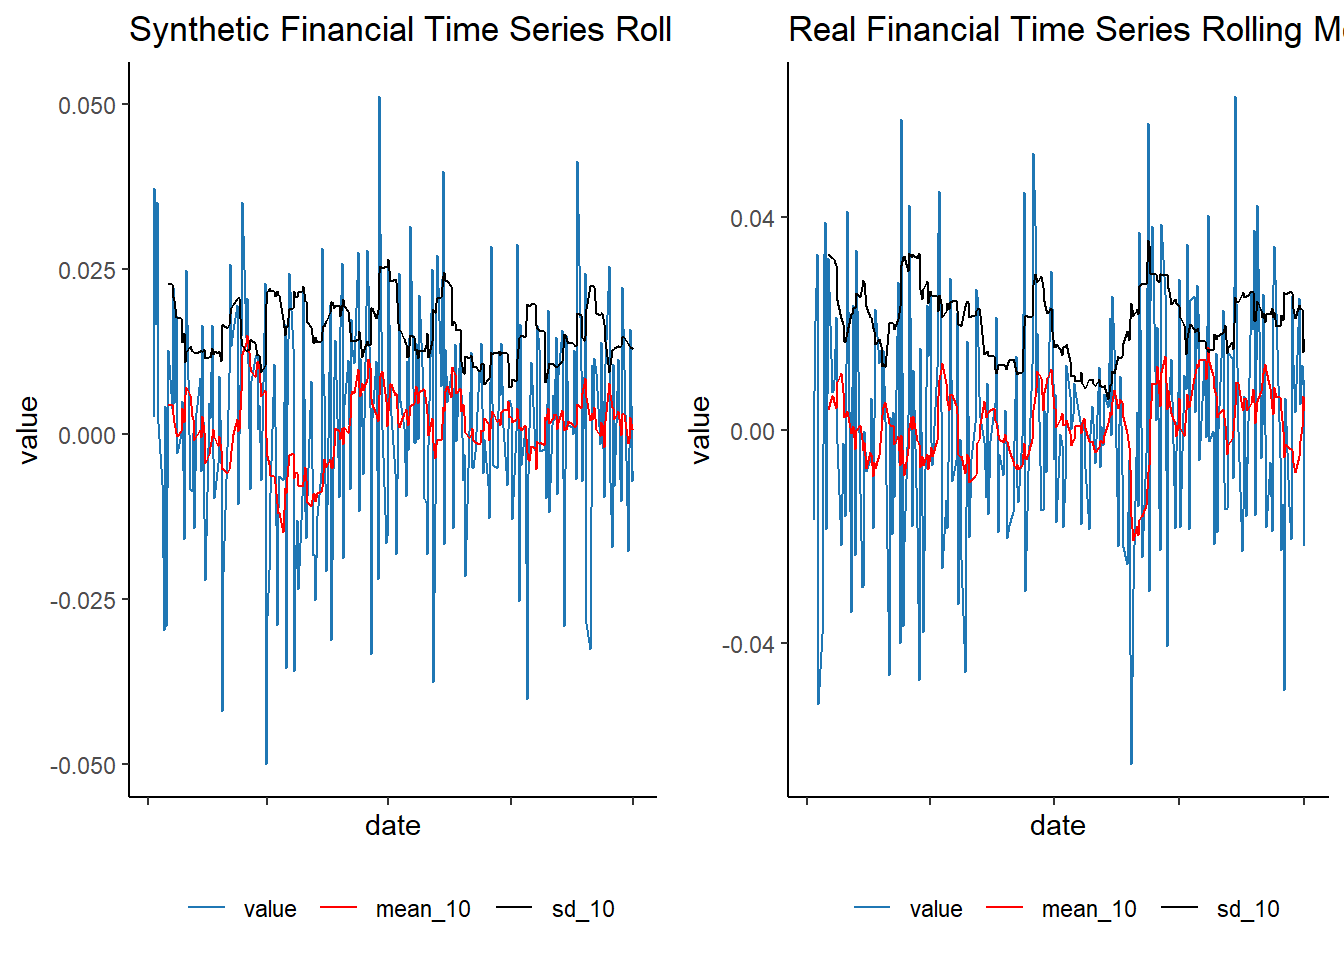 Synthetic Financial Time Series Roll
value
0.050
0.025
0.000
-0.025
-0.050
date
value mean_10 sd_10
Real Financial Time Series Rolling
value
0.04
0.00
-0.04
date
value mean_10 sd_10